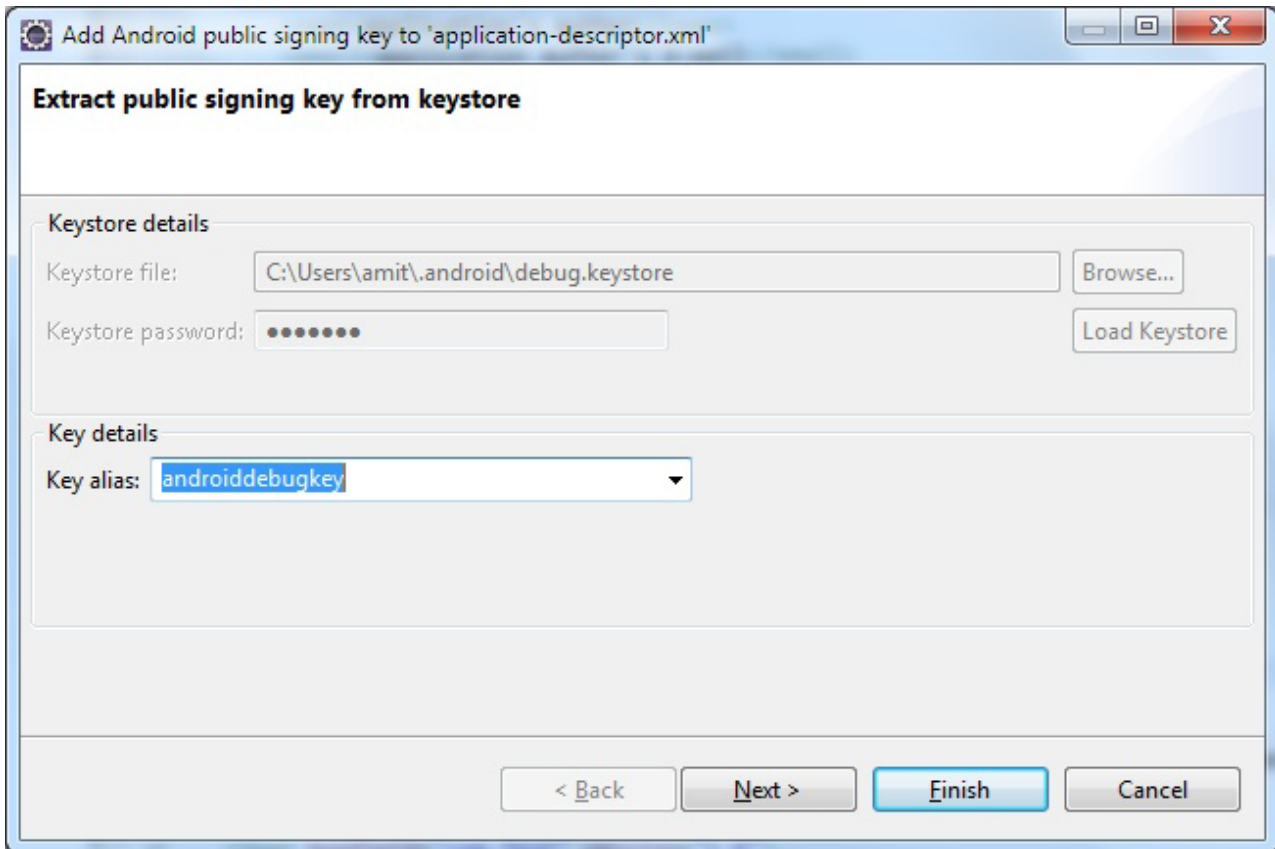 Add Android public signing key to 'application-descriptor.xml'
Extract public signing key from keystore
Keystore details
Keystore file: C:\Users\amit\.android\debug.keystore Browse...
Keystore password: ●●●●●●● Load Keystore
Key details
Key alias: androiddebugkey
< Back Next > Finish Cancel